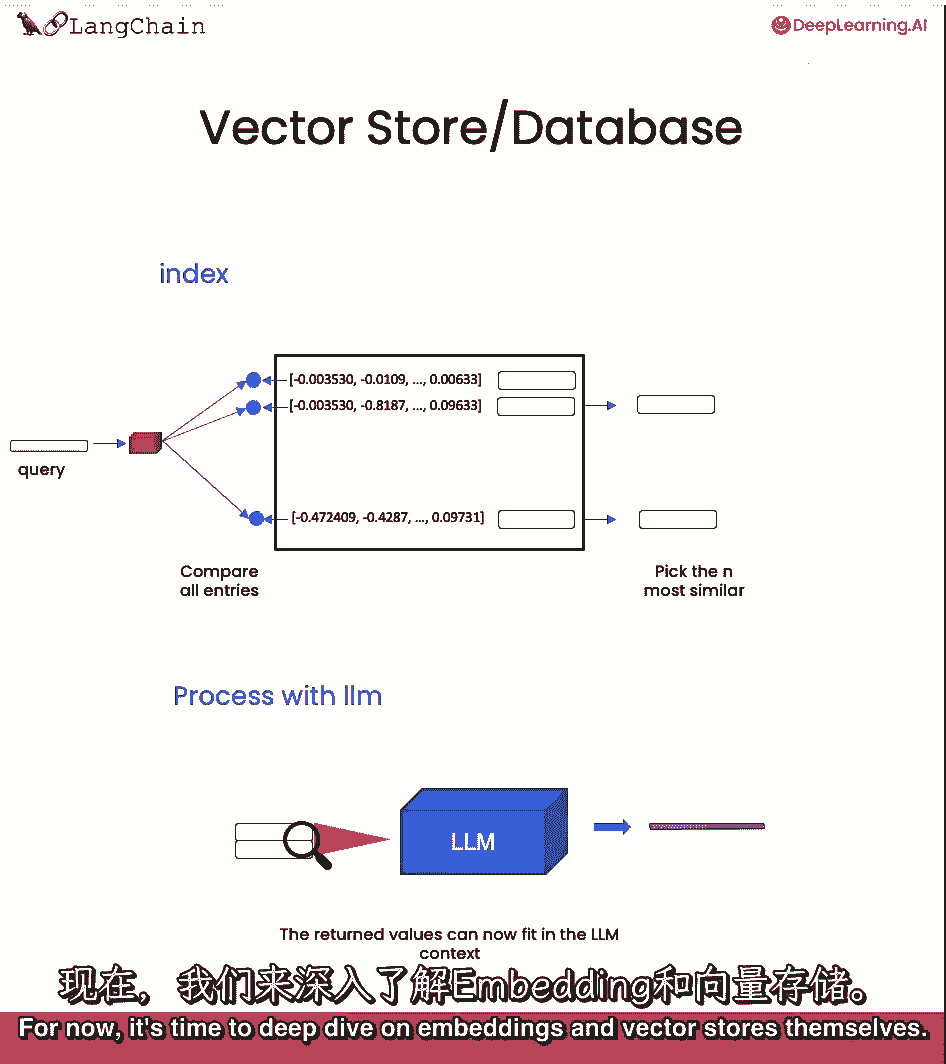 LangChain
DeepLearning.AI
Vector Store/Database
index
[-0.003530, -0.0109, ..., 0.00633]
[-0.003530, -0.8187, ..., 0.09633]
query
[-0.472409, -0.4287, ..., 0.09731]
Compare
all entries
Pick the n
most similar
Process with llm
LLM
The returned values can now fit in the LLM
context
现在，我们来深入了解Embedding和向量存储。
For now, it's time to deep dive on embeddings and vector stores themselves.